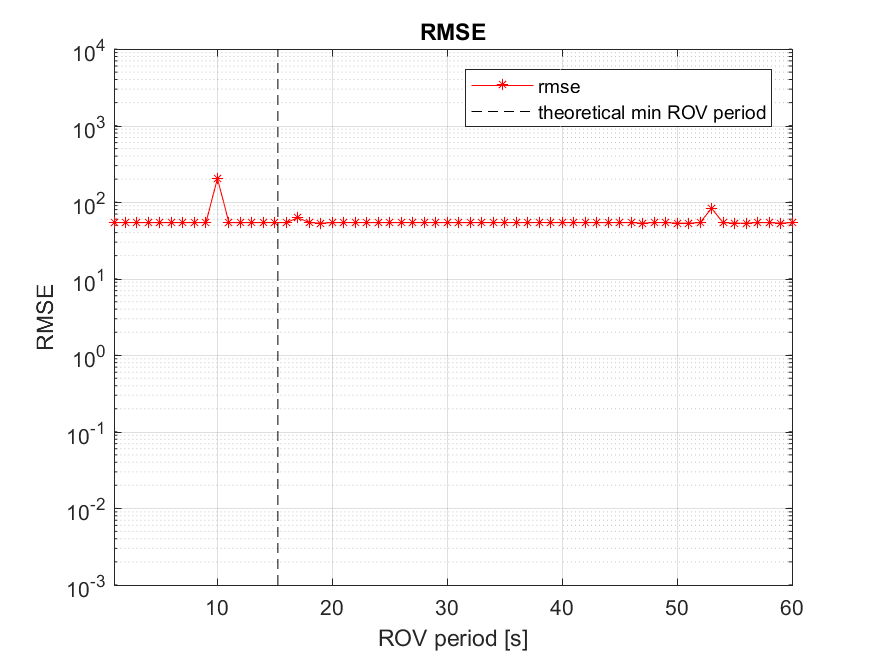 RMSE
10^4
10^3
10^2
10^1
10^0
10^-1
10^-2
10^-3
RMSE
rmse
theoretical min ROV period
10 20 30 40 50 60
ROV period [s]